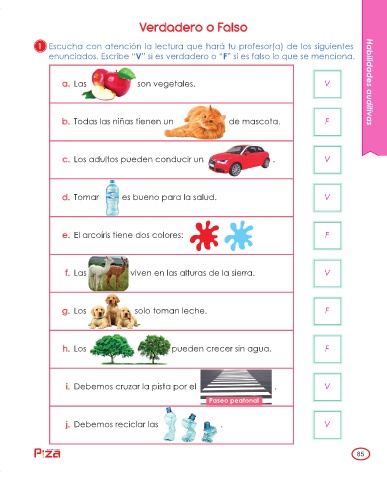 Verdadero o Falso
1 Escucha con atención la lectura que hará tu profesor(a) de los siguientes
enunciados. Escribe "V" si es verdadero o "F" si es falso lo que se menciona.
Habilidades auditivas
a. Las son vegetales. V
b. Todas las niñas tienen un de mascota. F
c. Los adultos pueden conducir un . V
d. Tomar es bueno para la salud. V
e. El arcoíris tiene dos colores: F
f. Las viven en las alturas de la sierra. V
g. Los solo toman leche. F
h. Los pueden crecer sin agua. F
i. Debemos cruzar la pista por el . V
Paseo peatonal
j. Debemos reciclar las . V
Piza
85